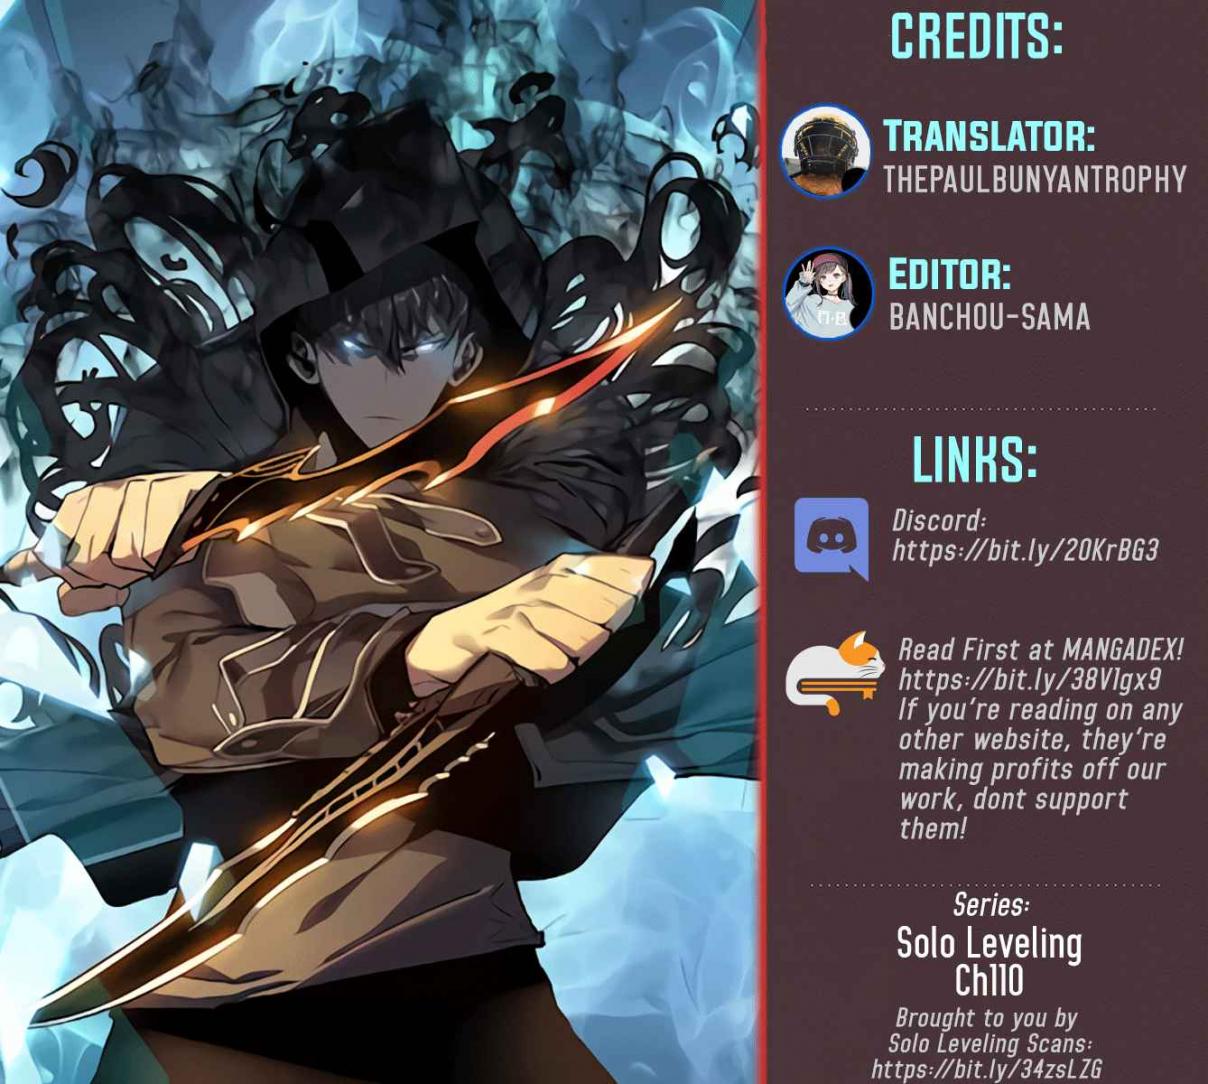 CREDITS:
TRANSLATOR:
THEPAULBUNYANTROPHY
EDITOR:
BANCHOU-SAMA
LINKS:
Discord:
https://bit.ly/2OKrBG3
Read First at MANGADEX!
https://bit.ly/38V1gx9
If you're reading on any
other website, they're
making profits off our
work, dont support
them!
Series:
Solo Leveling
Ch110
Brought to you by
Solo Leveling Scans:
https://bit.ly/34zsLZG